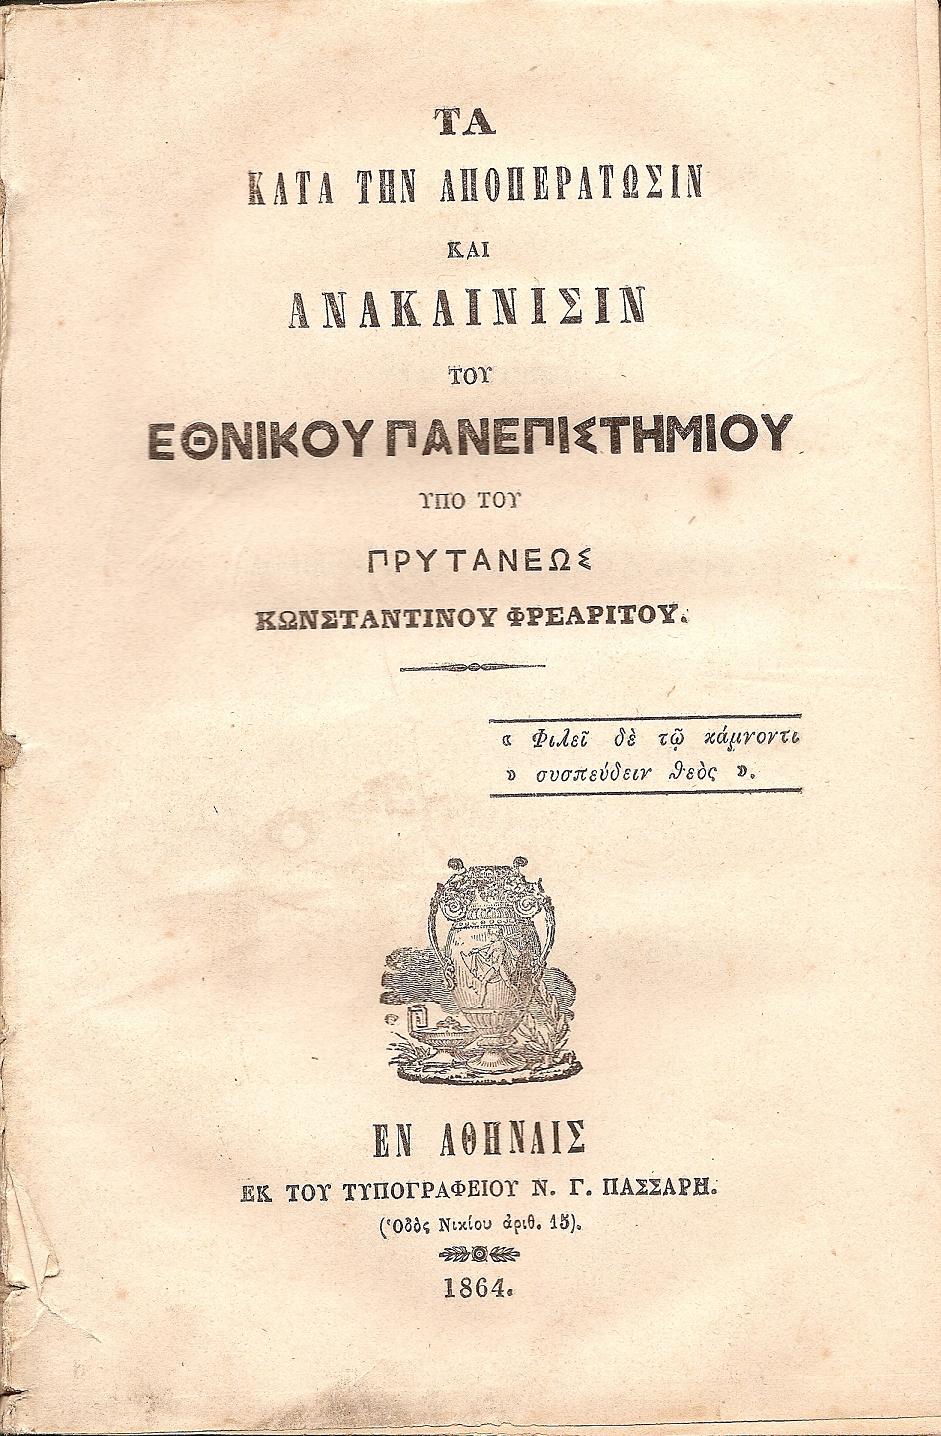 ΤΑ
ΚΑΤΑ ΤΗΝ ΑΠΟΠΕΡΑΤΩΣΙΝ
ΚΑΙ
ΑΝΑΚΑΙΝΙΣΙΝ
ΤΟΥ
ΕΘΝΙΚΟΥ ΠΑΝΕΠΙΣΤΗΜΙΟΥ
ΥΠΟ ΤΟΥ
ΠΡΥΤΑΝΕΩΣ
ΚΩΝΣΤΑΝΤΙΝΟΥ ΦΡΕΑΡΙΤΟΥ.
« Φιλεῖ δὲ τῷ κάμνοντι
» συσπεύδειν θεὸς ».
ΕΝ ΑΘΗΝΑΙΣ
ΕΚ ΤΟΥ ΤΥΠΟΓΡΑΦΕΙΟΥ Ν. Γ. ΠΑΣΣΑΡΗ.
(Ὁδὸς Νικίου ἀριθ. 15).
1864.